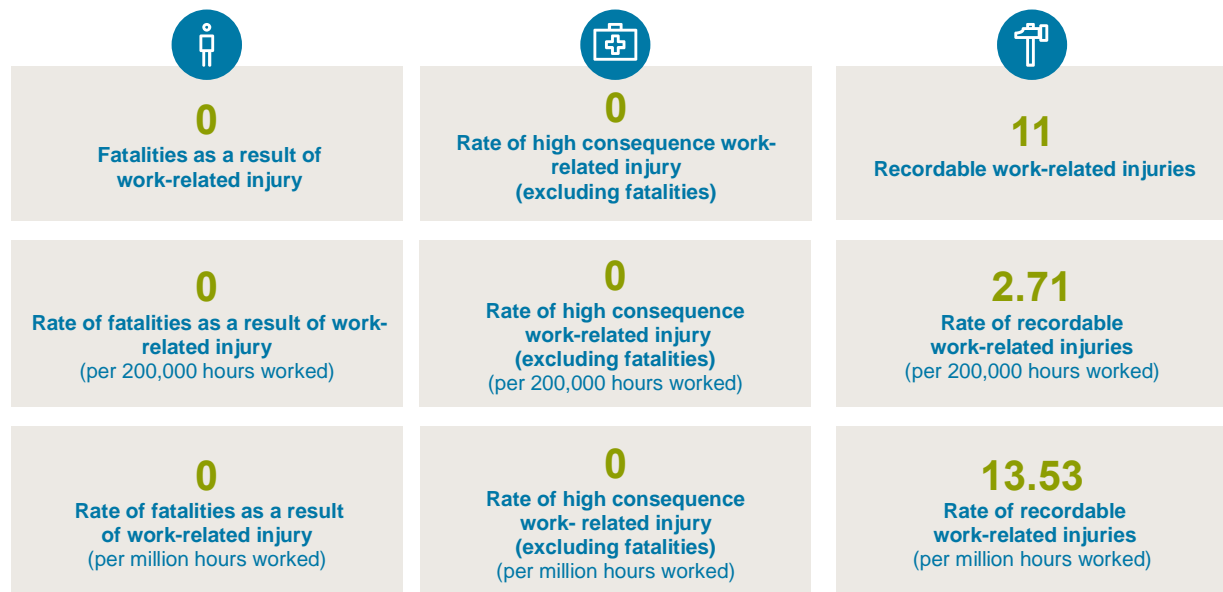 0
Fatalities as a result of
work-related injury
0
Rate of high consequence work-
related injury
(excluding fatalities)
11
Recordable work-related injuries
0
Rate of fatalities as a result of work-
related injury
(per 200,000 hours worked)
0
Rate of high consequence
work-related injury
(excluding fatalities)
(per 200,000 hours worked)
2.71
Rate of recordable
work-related injuries
(per 200,000 hours worked)
0
Rate of fatalities as a result
of work-related injury
(per million hours worked)
0
Rate of high consequence
work- related injury
(excluding fatalities)
(per million hours worked)
13.53
Rate of recordable
work-related injuries
(per million hours worked)